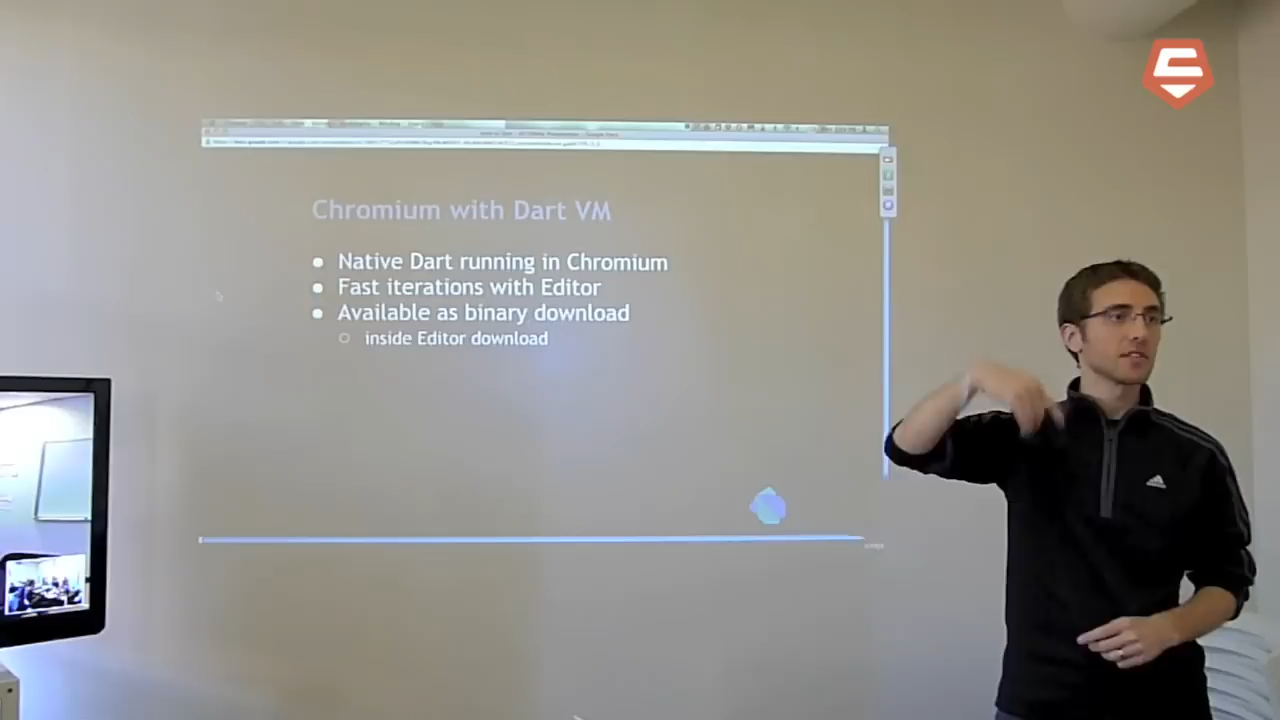 Chromium with Dart VM
● Native Dart running in Chromium
● Fast iterations with Editor
● Available as binary download
○ inside Editor download